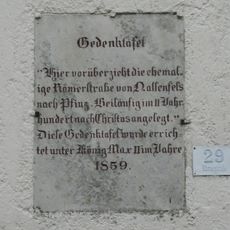 Gedenktafel
"Hier vorüber zieht die ehemal-
ige Römerstraße von Nassenfels
nach Pfünz. Beiläufig im II Jahr
hundert nach Christus angelegt."
Diese Gedenktafel wurde errich
tet unter König Max II im Jahre
1859.
29